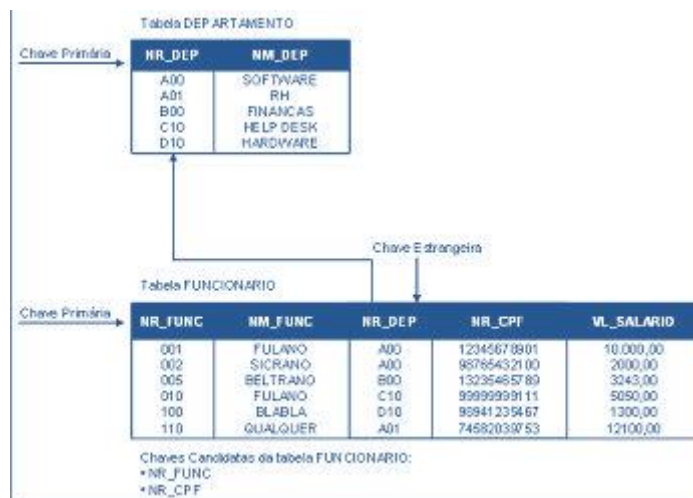 Tabela DEPARTAMENTO
Chave Primária
NR_DEP NM_DEP
A00 SOFTWARE
A01 RH
B00 FINANCAS
C10 HELP DESK
D10 HARDWARE
Chave Estrangeira
Tabela FUNCIONARIO
Chave Primária
NR_FUNC NM_FUNC NR_DEP NR_CPF VL_SALARIO
001 FULANO A00 12345678901 10.000,00
002 SICRANO A00 98765432100 2000,00
005 BELTRANO B00 13235465789 3243,00
010 FULANO C10 99999999111 5050,00
100 BLABLA D10 98941235467 1300,00
110 QUALQUER A01 74582039753 12100,00
Chaves Candidatas da tabela FUNCIONARIO:
• NR_FUNC
• NR_CPF